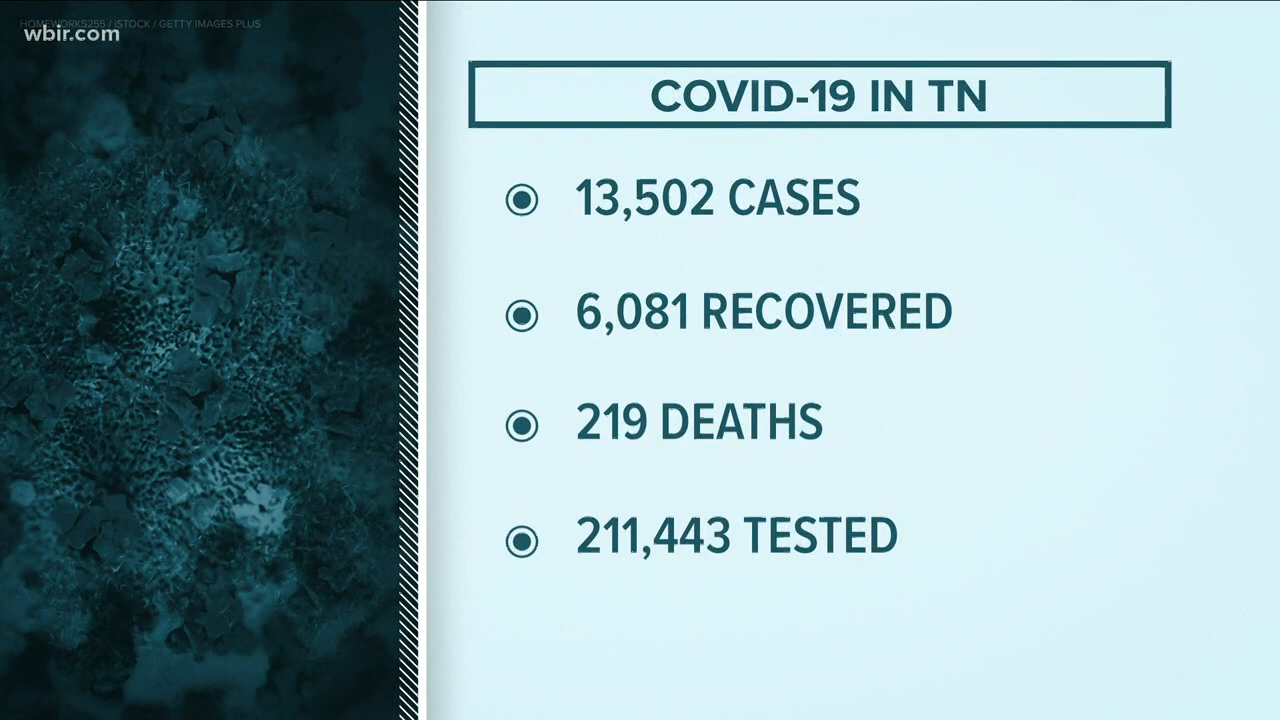 HOMEWORKS255 / iSTOCK / GETTY IMAGES PLUS
wbir.com
COVID-19 IN TN
13,502 CASES
6,081 RECOVERED
219 DEATHS
211,443 TESTED